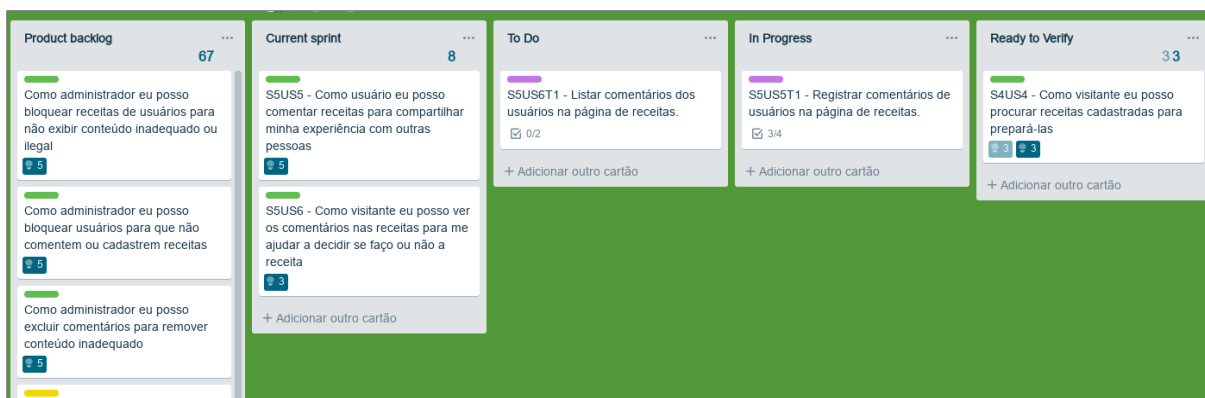 Product backlog
...
67
Como administrador eu posso
bloquear receitas de usuários para
não exibir conteúdo inadequado ou
ilegal
5
Como administrador eu posso
bloquear usuários para que não
comentem ou cadastrem receitas
5
Como administrador eu posso
excluir comentários para remover
conteúdo inadequado
5
Current sprint
...
8
S5US5 - Como usuário eu posso
comentar receitas para compartilhar
minha experiência com outras
pessoas
5
S5US6 - Como visitante eu posso ver
os comentários nas receitas para me
ajudar a decidir se faço ou não a
receita
3
+ Adicionar outro cartão
To Do
...
S5US6T1 - Listar comentários dos
usuários na página de receitas.
0/2
+ Adicionar outro cartão
In Progress
...
S5US5T1 - Registrar comentários de
usuários na página de receitas.
3/4
+ Adicionar outro cartão
Ready to Verify
...
3 3
S4US4 - Como visitante eu posso
procurar receitas cadastradas para
prepará-las
3 3
+ Adicionar outro cartão